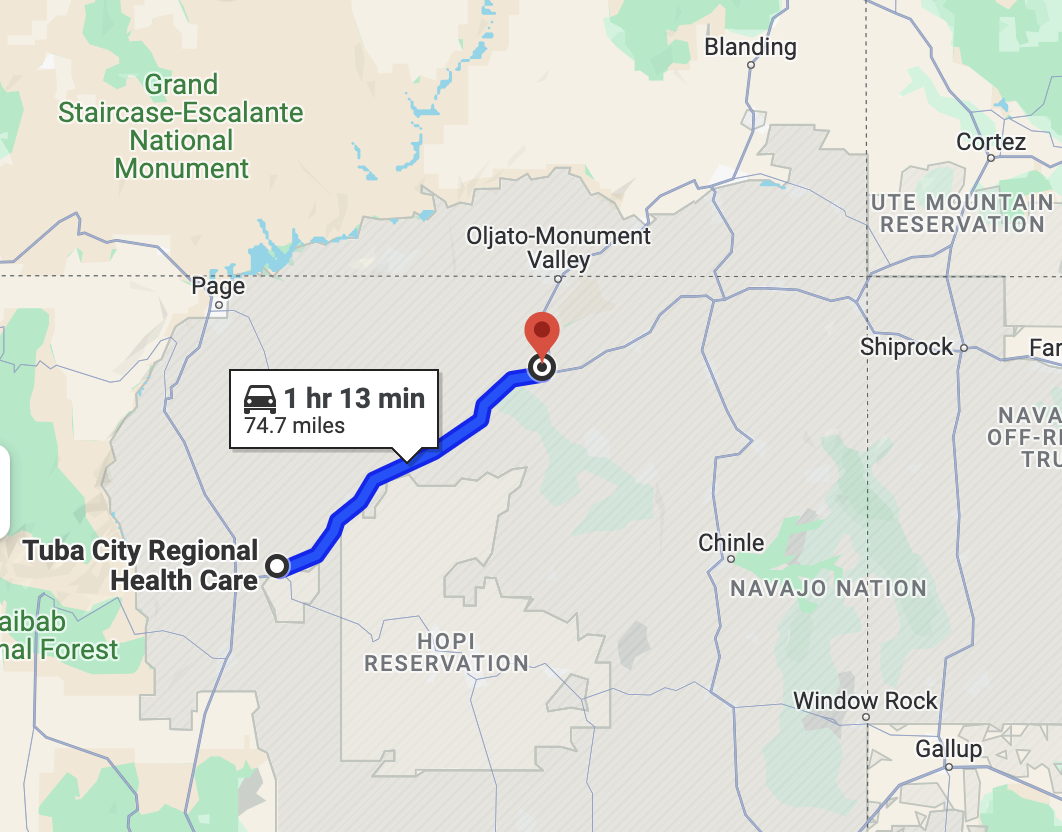 Blanding
Grand
Staircase-Escalante
National
Monument
Cortez
UTE MOUNTAIN
RESERVATION
Oljato-Monument
Valley
Page
Shiprock
Far
1 hr 13 min
74.7 miles
NAVA
OFF-RE
TRU
Tuba City Regional
Health Care
Chinle
NAVAJO NATION
aibab
nal Forest
HOPI
RESERVATION
Window Rock
Gallup